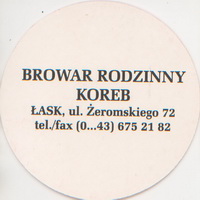 BROWAR RODZINNY
KOREB
ŁASK, ul. Żeromskiego 72
tel./fax (0...43) 675 21 82